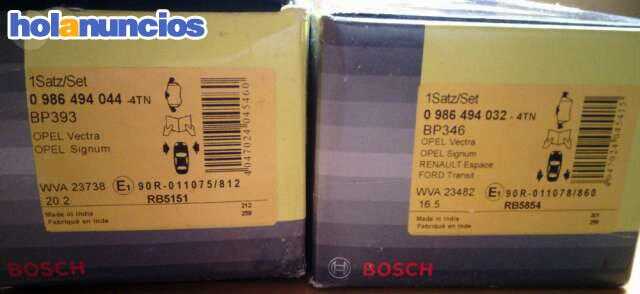 holanuncios
1Satz/Set
0 986 494 044 -4TN
BP393
OPEL Vectra
OPEL Signum
WVA 23738
20.2
E1 90R-011075/812
RB5151
212
259
Made in India
Fabriqué en Inde
4047024045460
BOSCH
1Satz/Set
0 986 494 032 -4TN
BP346
OPEL Vectra
OPEL Signum
RENAULT Espace
FORD Transit
WVA 23482
16.5
E1 90R-011078/860
RB5854
Made in India
Fabriqué en Inde
BOSCH